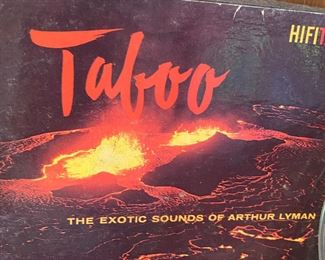 Taboo
HIFI
THE EXOTIC SOUNDS OF ARTHUR LYMAN